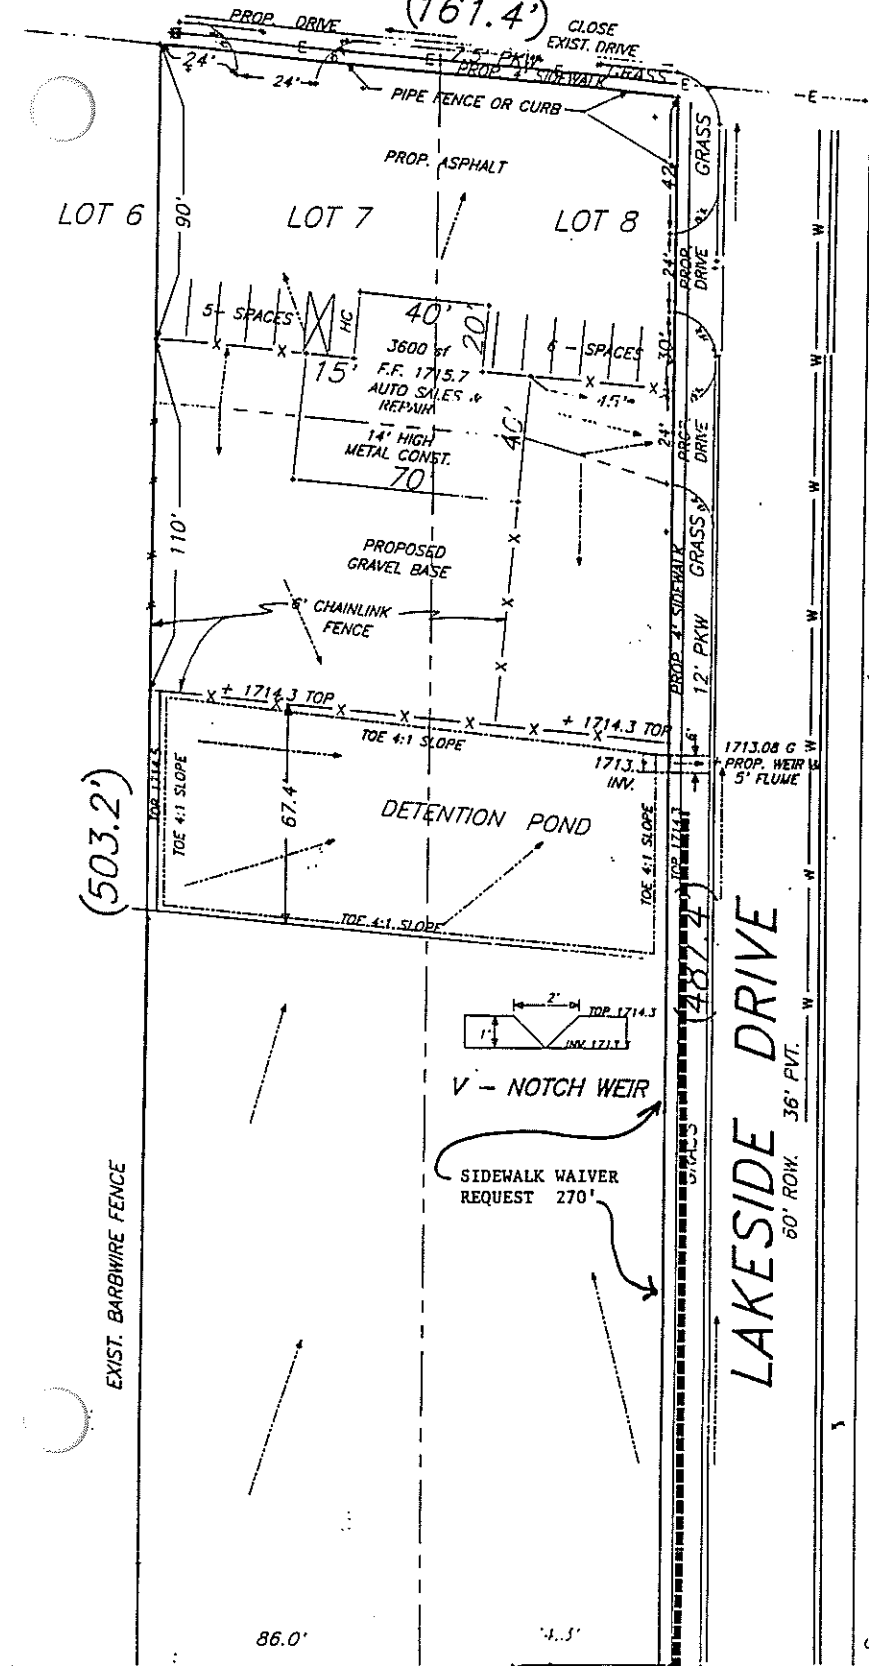 (161.4')
PROP. DRIVE
CLOSE
EXIST. DRIVE
E
2.5' PKW
E
GRASS
E
E
PROP. 4' SIDEWALK
24'
24'
PIPE FENCE OR CURB
GRASS
PROP. ASPHALT
42'
LOT 6
90'
LOT 7
LOT 8
W
24'
PROP.
DRIVE
5 - SPACES
HC
40'
20'
6 - SPACES
30'
X
X
15'
3600 sf
F.F. 1715.7
AUTO SALES &
REPAIR
14' HIGH
METAL CONST.
70'
40'
X
X
45'
24'
PROP.
DRIVE
W
110'
PROPOSED
GRAVEL BASE
X
X
X
6' CHAINLINK
FENCE
PROP. 4' SIDEWALK
12' PKW
GRASS
W
+ 1714.3 TOP
X
X
X
X
X
X
X
+ 1714.3 TOP
TOE 4:1 SLOPE
6'
1713.08 G
PROP. WEIR &
5' FLUME
W
INV.
TOE 4:1 SLOPE
67.4'
DETENTION POND
TOE 4:1 SLOPE
TOP 1714.3
W
(503.2')
TOE 4:1 SLOPE
(487.4')
2'
TOP 1714.3
1'
V - NOTCH WEIR
W
LAKESIDE DRIVE
60' ROW. 36' PVT.
GRASS
SIDEWALK WAIVER
REQUEST 270'
EXIST. BARBWIRE FENCE
86.0'